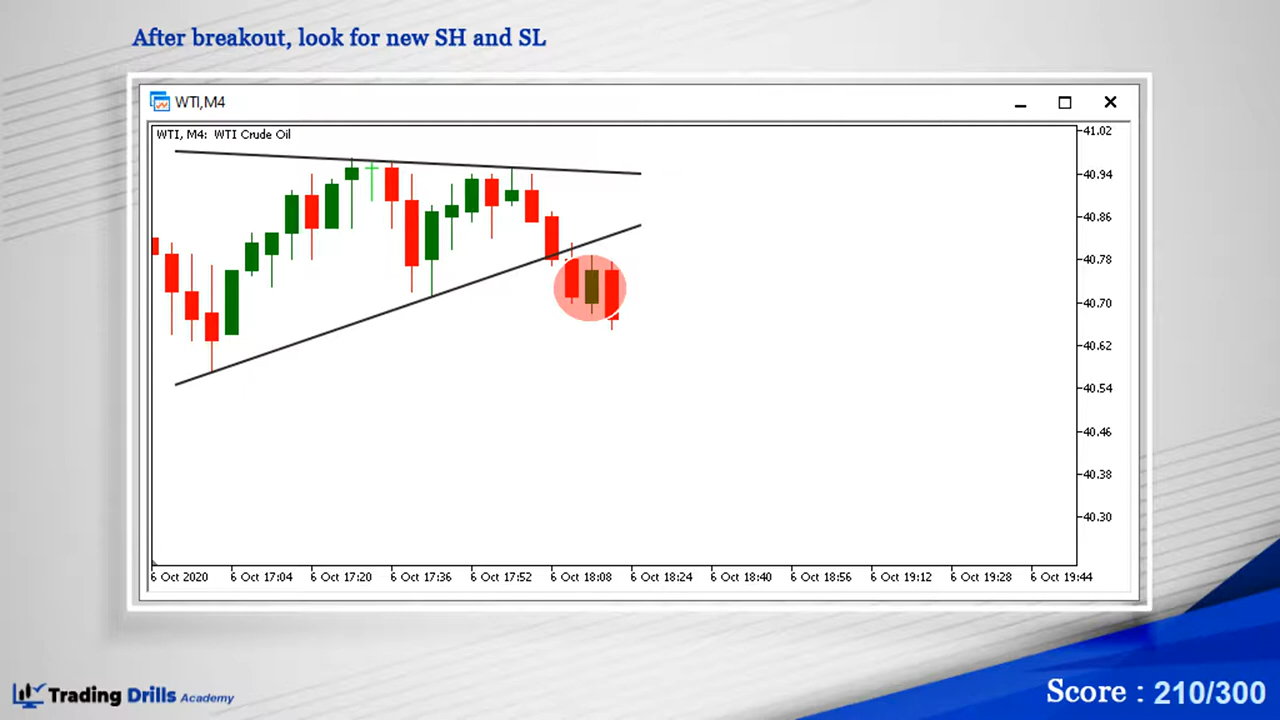 After breakout, look for new SH and SL
WTI,M4
WTI, M4: WTI Crude Oil
41.02
40.94
40.86
40.78
40.70
40.62
40.54
40.46
40.38
40.30
6 Oct 2020 6 Oct 17:04 6 Oct 17:20 6 Oct 17:36 6 Oct 17:52 6 Oct 18:08 6 Oct 18:24 6 Oct 18:40 6 Oct 18:56 6 Oct 19:12 6 Oct 19:28 6 Oct 19:44
Trading Drills Academy
Score : 210/300